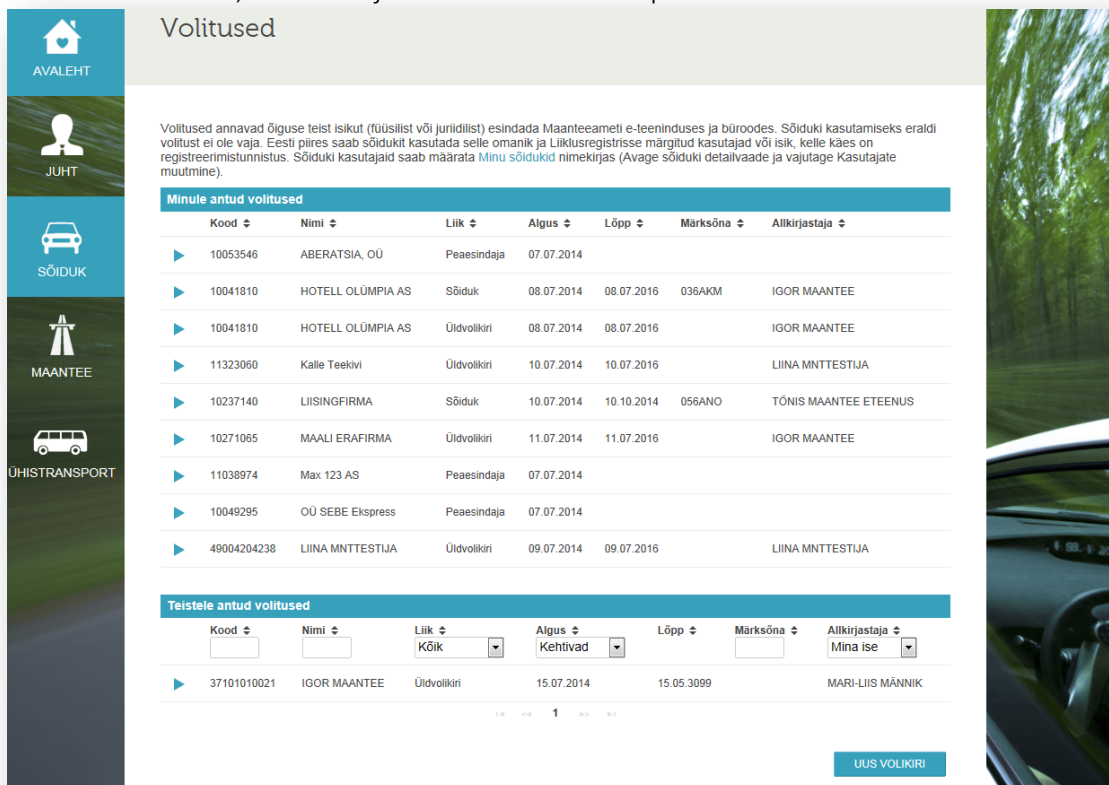 Volitused
AVALEHT
JUHT
SÕIDUK
MAANTEE
ÜHISTRANSPORT
Volitused annavad õiguse teist isikut (füüsilist või juriidilist) esindada Maanteeameti e-teeninduses ja büroodes. Sõiduki kasutamiseks eraldi
volitust ei ole vaja. Eesti piires saab sõidukit kasutada selle omanik ja Liiklusregistrisse märgitud kasutajad või isik, kelle käes on
registreerimistunnistus. Sõiduki kasutajaid saab määrata Minu sõidukid nimekirjas (Avage sõiduki detailvaade ja vajutage Kasutajate
muutmine).
Minule antud volitused
Kood Nimi Liik Algus Lõpp Märksõna Allkirjastaja
10053546 ABERATSIA, OÜ Peaesindaja 07.07.2014
10041810 HOTELL OLÜMPIA AS Sõiduk 08.07.2014 08.07.2016 036AKM IGOR MAANTEE
10041810 HOTELL OLÜMPIA AS Üldvolikiri 08.07.2014 08.07.2016 IGOR MAANTEE
11323060 Kalle Teekivi Üldvolikiri 10.07.2014 10.07.2016 LIINA MNTTESTIJA
10237140 LIISINGFIRMA Sõiduk 10.07.2014 10.10.2014 056ANO TÕNIS MAANTEE ETEENUS
10271065 MAALI ERAFIRMA Üldvolikiri 11.07.2014 11.07.2016 IGOR MAANTEE
11038974 Max 123 AS Peaesindaja 07.07.2014
10049295 OÜ SEBE Ekspress Peaesindaja 07.07.2014
49004204238 LIINA MNTTESTIJA Üldvolikiri 09.07.2014 09.07.2016 LIINA MNTTESTIJA
Teistele antud volitused
Kood Nimi Liik Algus Lõpp Märksõna Allkirjastaja
Kõik Kehtivad Mina ise
37101010021 IGOR MAANTEE Üldvolikiri 15.07.2014 15.05.3099 MARI-LIIS MÄNNIK
1
UUS VOLIKIRI